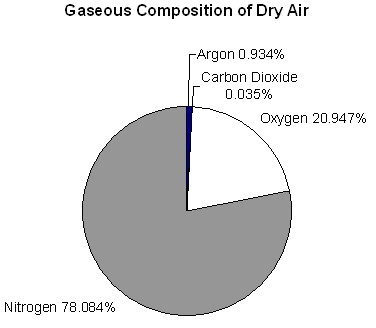 Gaseous Composition of Dry Air
Argon 0.934%
Carbon Dioxide
0.035%
Oxygen 20.947%
Nitrogen 78.084%